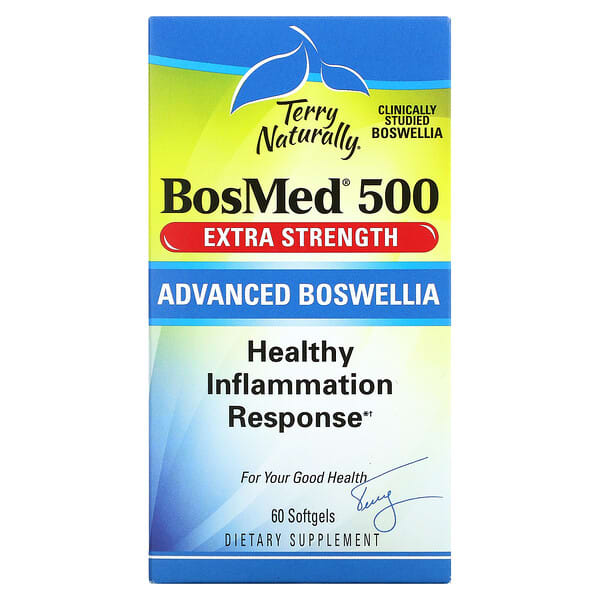 Terry
Naturally®
CLINICALLY
STUDIED
BOSWELLIA
BosMed® 500
EXTRA STRENGTH
ADVANCED BOSWELLIA
Healthy
Inflammation
Response*†
For Your Good Health
Terry
60 Softgels
DIETARY SUPPLEMENT